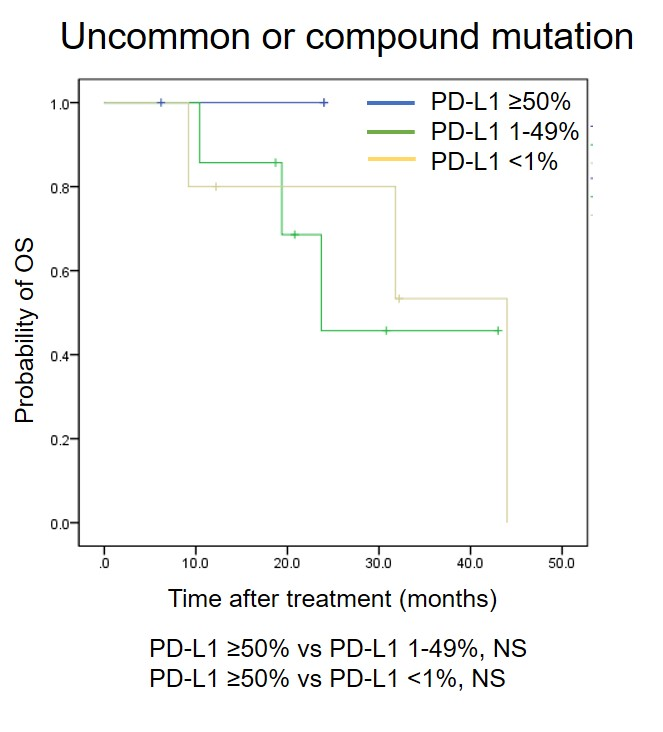 Uncommon or compound mutation
PD-L1 ≥50%
PD-L1 1-49%
PD-L1 <1%
Probability of OS
1.0
0.8
0.6
0.4
0.2
0.0
.0 10.0 20.0 30.0 40.0 50.0
Time after treatment (months)
PD-L1 ≥50% vs PD-L1 1-49%, NS
PD-L1 ≥50% vs PD-L1 <1%, NS